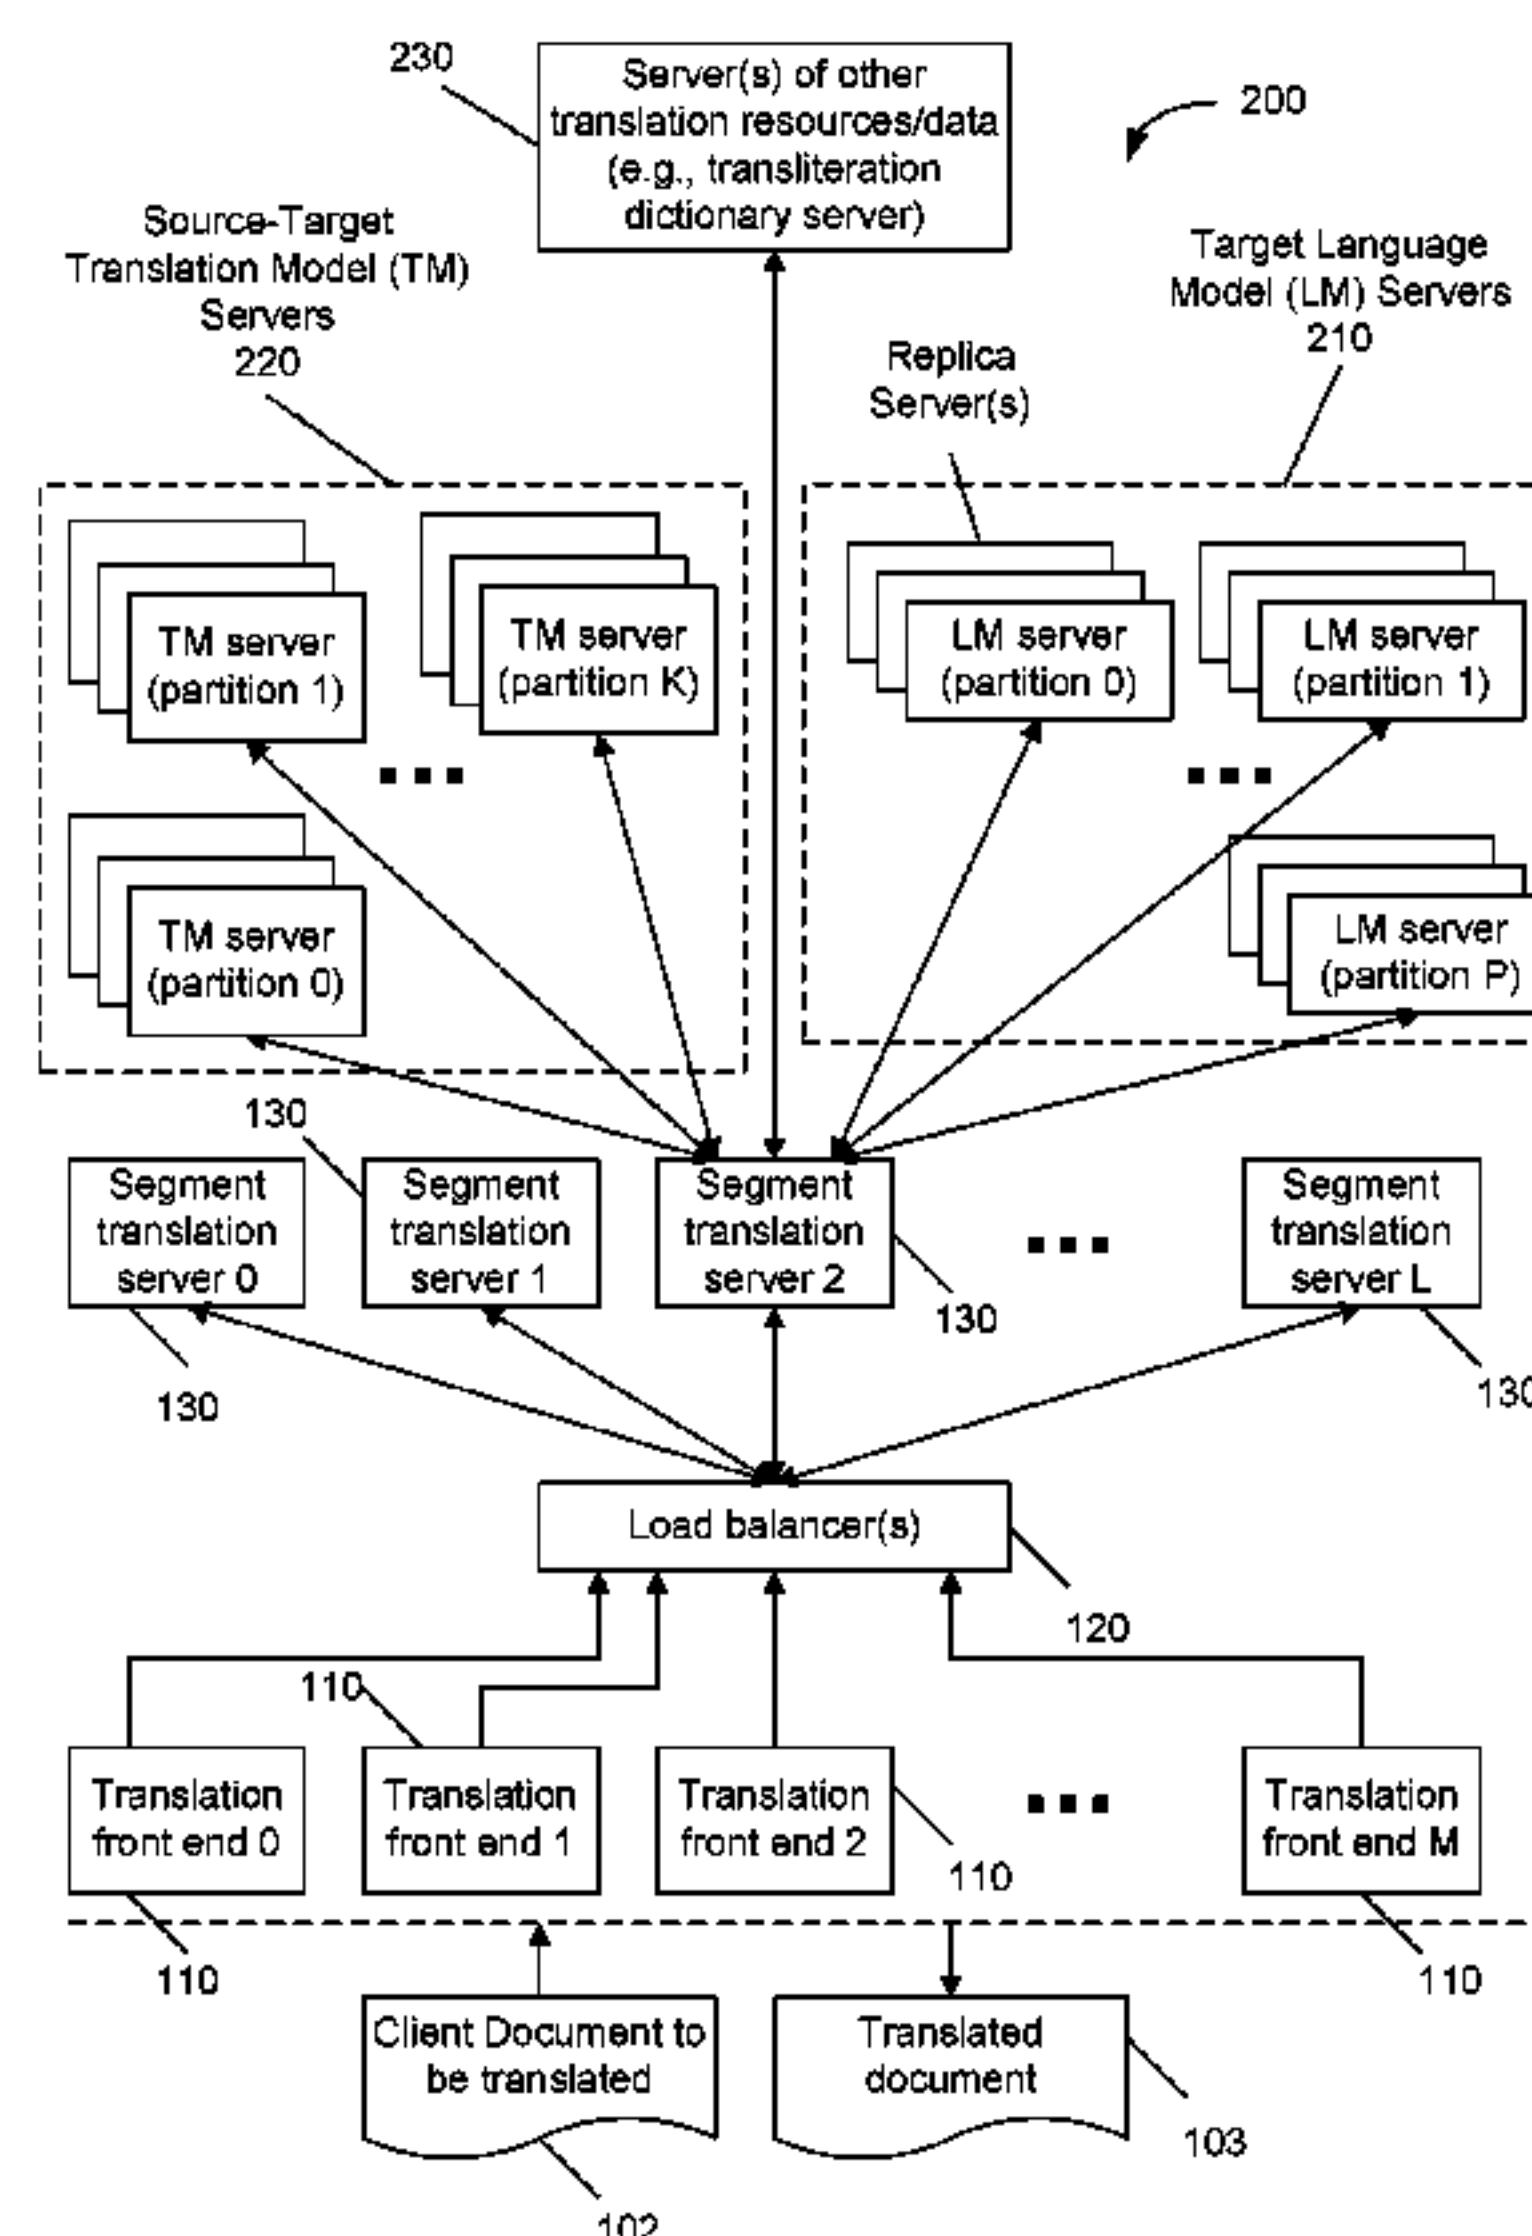 230
Server(s) of other
translation resources/data
(e.g., transliteration
dictionary server)
200
Source-Target
Translation Model (TM)
Servers
220
Target Language
Model (LM) Servers
210
Replica
Server(s)
TM server
(partition 1)
TM server
(partition K)
LM server
(partition 0)
LM server
(partition 1)
TM server
(partition 0)
LM server
(partition P)
130
Segment
translation
server 0
Segment
translation
server 1
Segment
translation
server 2
Segment
translation
server L
130
130
130
Load balancer(s)
120
110
Translation
front end 0
Translation
front end 1
Translation
front end 2
Translation
front end M
110
110
110
Client Document to
be translated
Translated
document
103
102